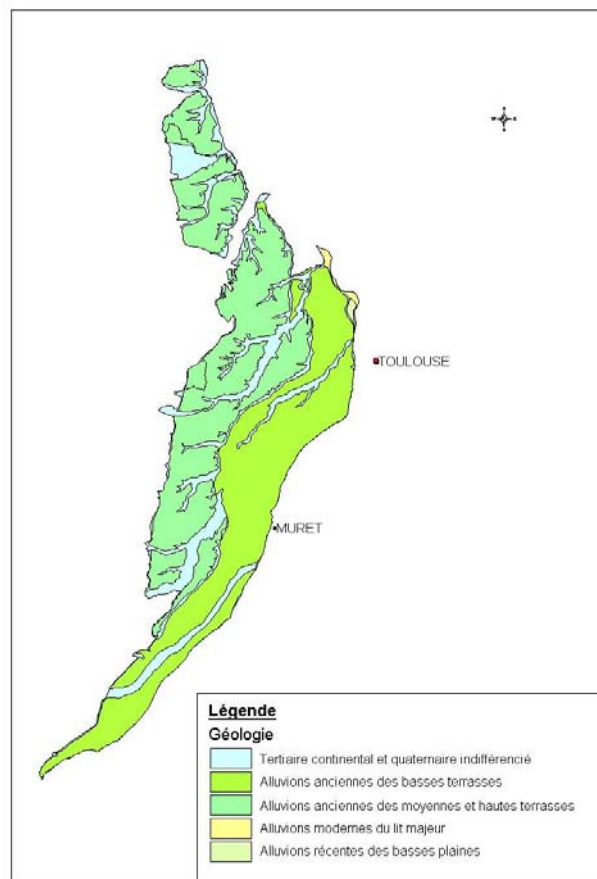 TOULOUSE
MURET
Légende
Géologie
Tertiaire continental et quaternaire indifférencié
Alluvions anciennes des basses terrasses
Alluvions anciennes des moyennes et hautes terrasses
Alluvions modernes du lit majeur
Alluvions récentes des basses plaines